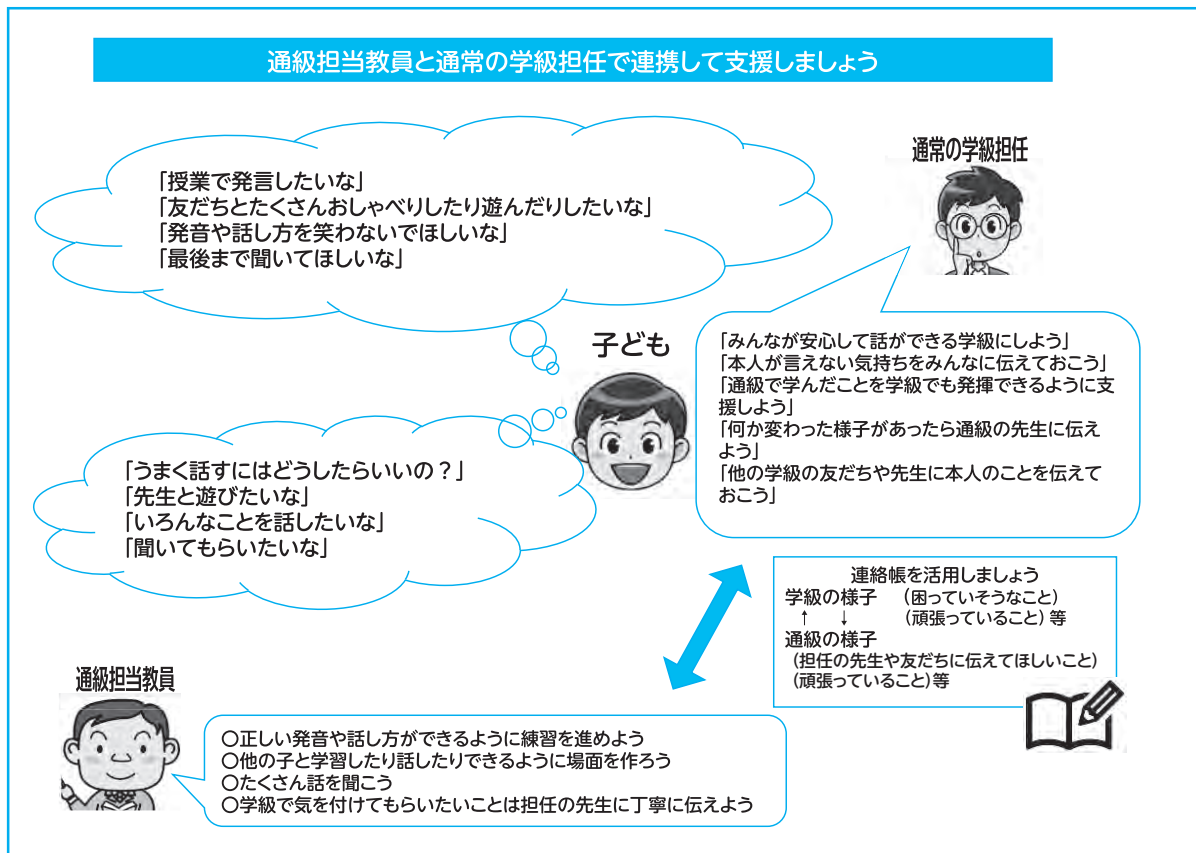 通級担当教員と通常の学級担任で連携して支援しましょう
通常の学級担任
「授業で発言したいな」
「友だちとたくさんおしゃべりしたり遊んだりしたいな」
「発音や話し方を笑わないでほしいな」
「最後まで聞いてほしいな」
子ども
「みんなが安心して話ができる学級にしよう」
「本人が言えない気持ちをみんなに伝えておこう」
「通級で学んだことを学級でも発揮できるように支
援しよう」
「何か変わった様子があったら通級の先生に伝え
よう」
「他の学級の友だちや先生に本人のことを伝えて
おこう」
「うまく話すにはどうしたらいいの？」
「先生と遊びたいな」
「いろんなことを話したいな」
「聞いてもらいたいな」
連絡帳を活用しましょう
学級の様子　（困っていそうなこと）
↑　↓　（頑張っていること）等
通級の様子
（担任の先生や友だちに伝えてほしいこと）
（頑張っていること）等
通級担当教員
○正しい発音や話し方ができるように練習を進めよう
○他の子と学習したり話したりできるように場面を作ろう
○たくさん話を聞こう
○学級で気を付けてもらいたいことは担任の先生に丁寧に伝えよう